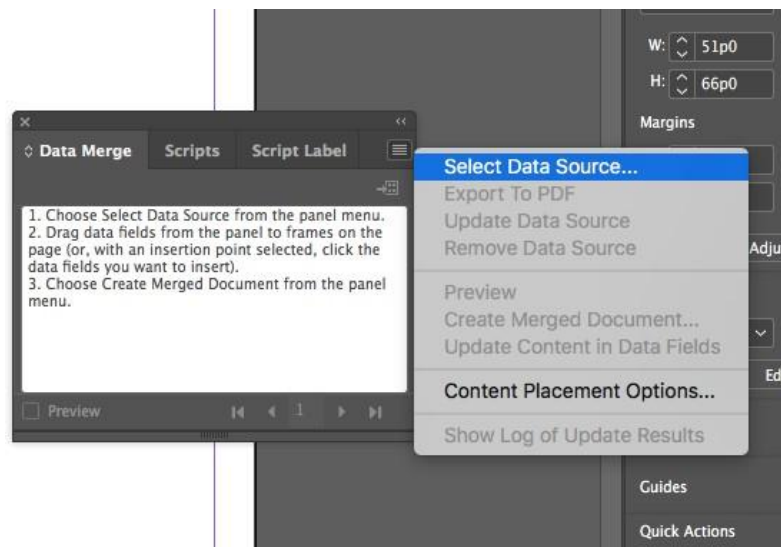 W: 51p0
H: 66p0
Margins
Data Merge
Scripts
Script Label
1. Choose Select Data Source from the panel menu.
2. Drag data fields from the panel to frames on the
page (or, with an insertion point selected, click the
data fields you want to insert).
3. Choose Create Merged Document from the panel
menu.
Preview
1
Select Data Source...
Export To PDF
Update Data Source
Remove Data Source
Preview
Create Merged Document...
Update Content in Data Fields
Content Placement Options...
Show Log of Update Results
Adju
Ed
Guides
Quick Actions